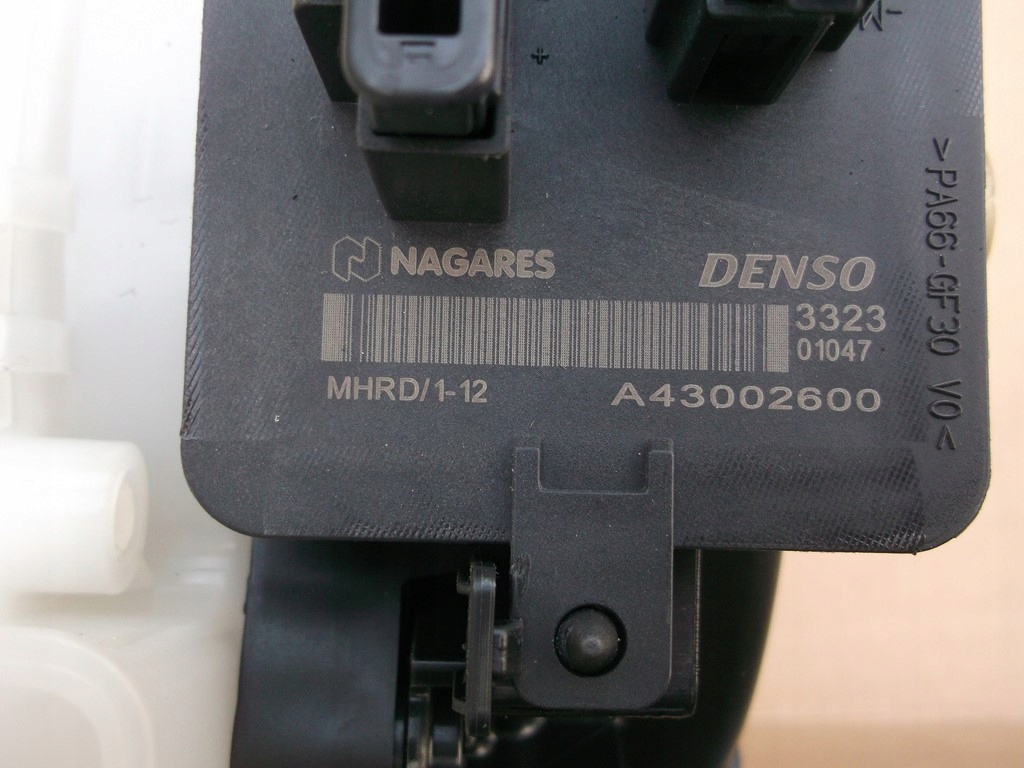 +
NAGARES
DENSO
3323
01047
MHRD/1-12
A43002600
>PA66-GF30 V0<